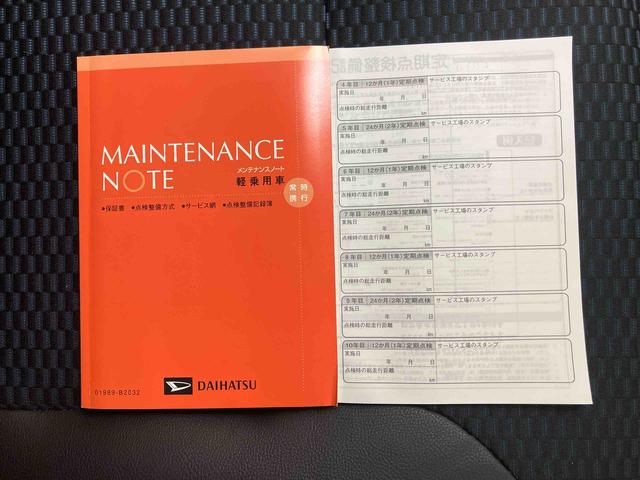 MAINTENANCE
NOTE
メンテナンスノート
軽乗用車
常時
携行
●保証書 ●点検整備方式 ●サービス網 ●点検整備記録簿
DAIHATSU
01989-B2032
4年目 12か月(1年)定期点検 サービス工場のスタンプ
実施日
年 月 日
点検時の総走行距離
km
5年目 24か月(2年)定期点検 サービス工場のスタンプ
実施日
年 月 日
点検時の総走行距離
km
6年目 12か月(1年)定期点検 サービス工場のスタンプ
実施日
年 月 日
点検時の総走行距離
km
7年目 24か月(2年)定期点検 サービス工場のスタンプ
実施日
年 月 日
点検時の総走行距離
km
8年目 12か月(1年)定期点検 サービス工場のスタンプ
実施日
年 月 日
点検時の総走行距離
km
9年目 24か月(2年)定期点検 サービス工場のスタンプ
実施日
年 月 日
点検時の総走行距離
km
10年目 12か月(1年)定期点検 サービス工場のスタンプ
実施日
年 月 日
点検時の総走行距離
km